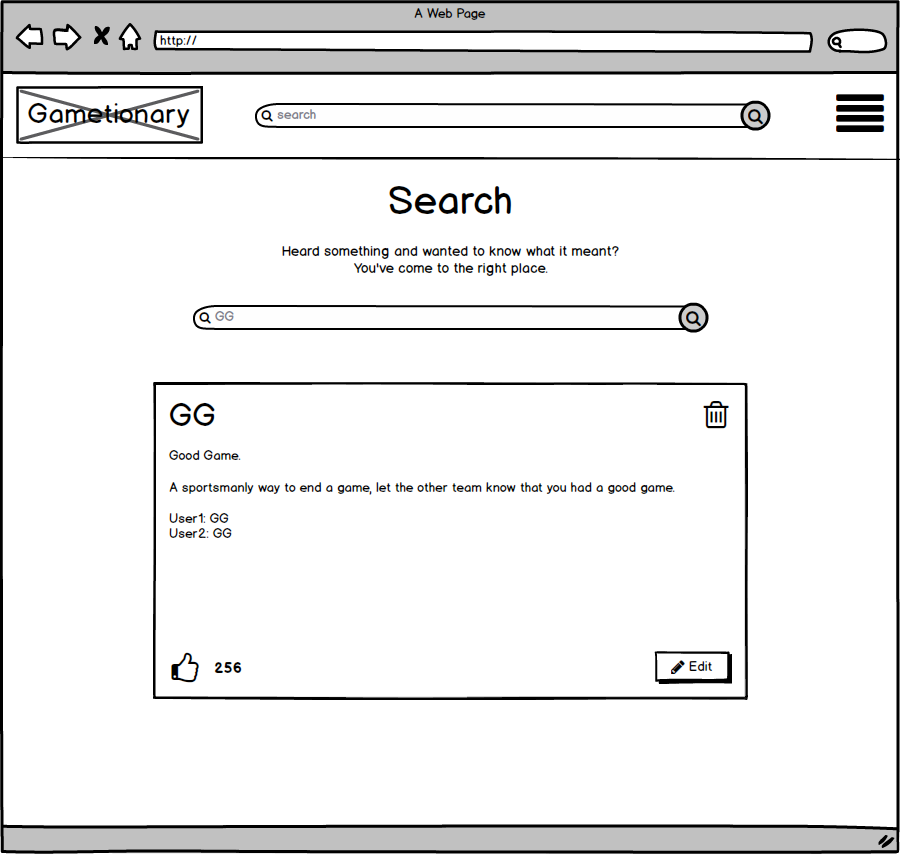 A Web Page
http://
Gametionary
search
Search
Heard something and wanted to know what it meant?
You've come to the right place.
GG
GG
Good Game.
A sportsmanly way to end a game, let the other team know that you had a good game.
User1: GG
User2: GG
256
Edit